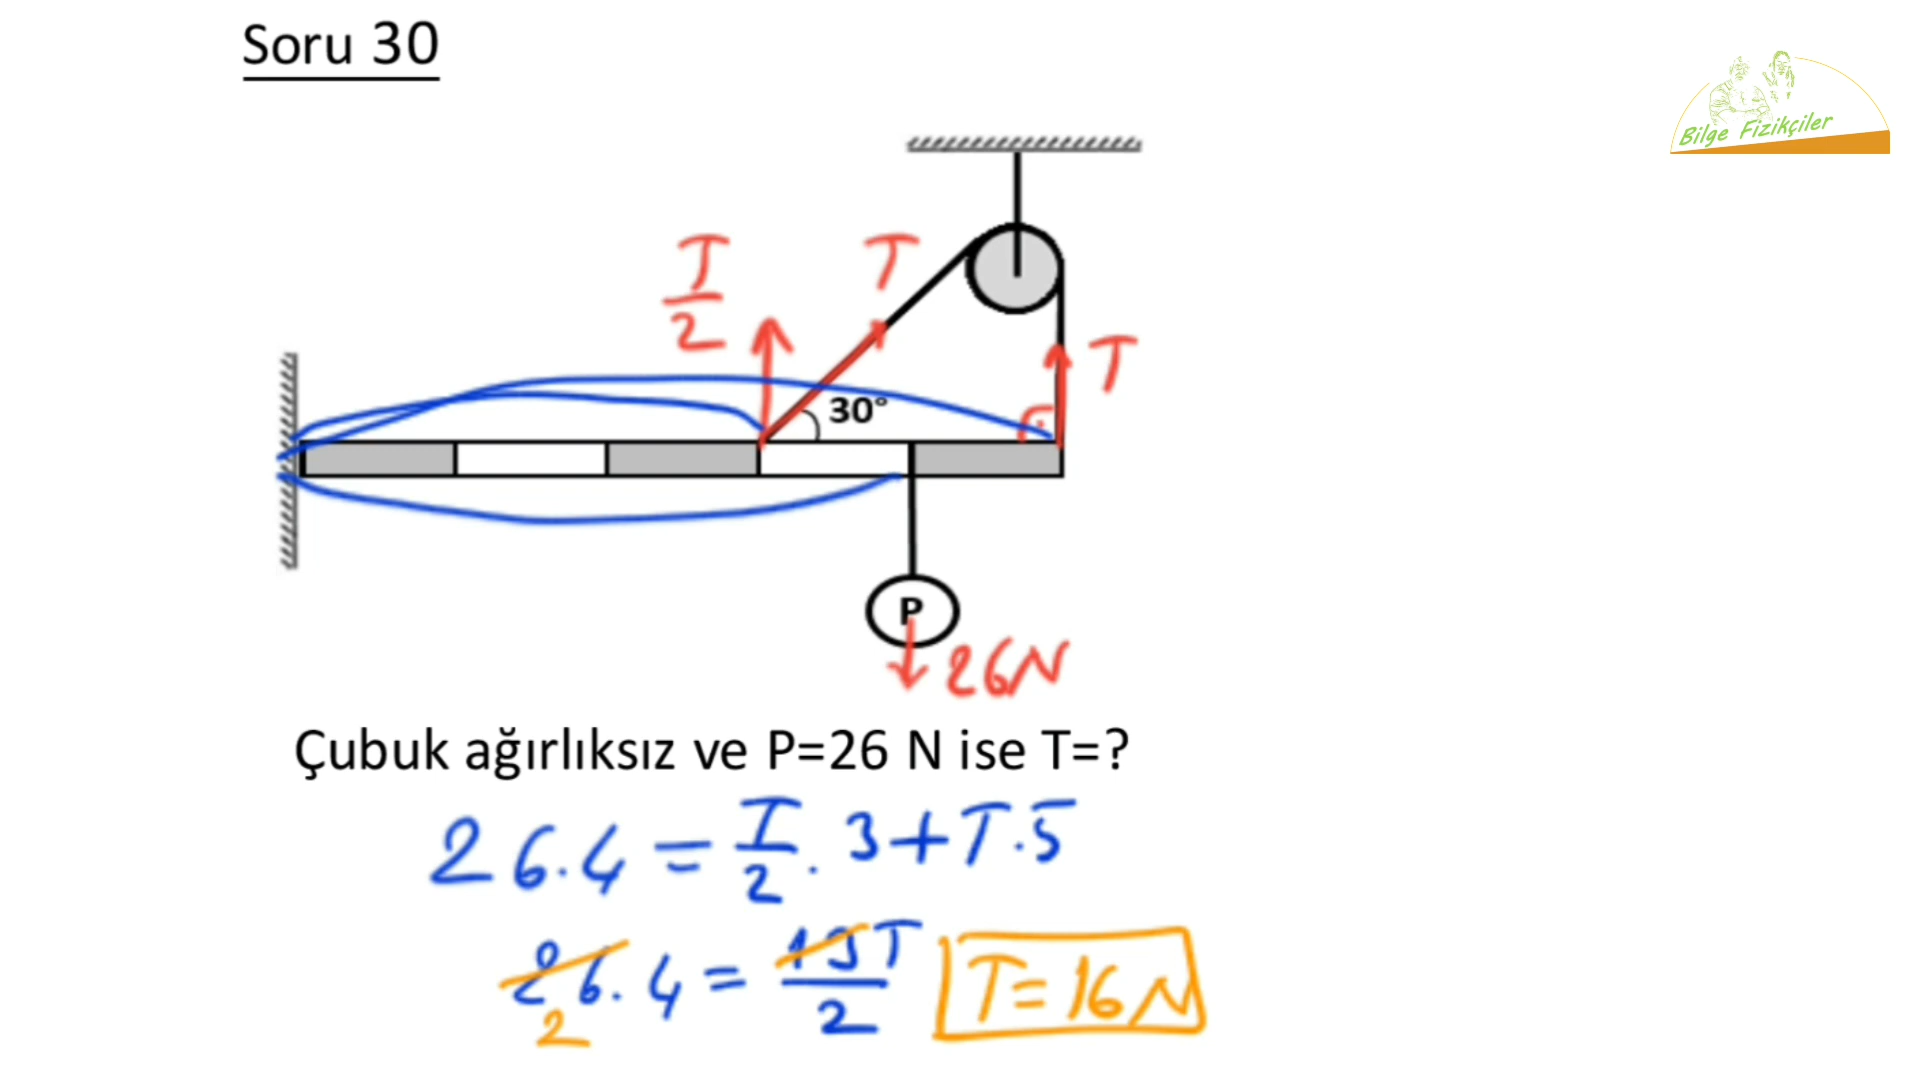 Soru 30
Bilge Fizikçiler
T/2
T
T
30°
P
26N
Çubuk ağırlıksız ve P=26 N ise T=?
26.4 = T/2 . 3 + T.5
26.4 = 13T/2
2
T=16N